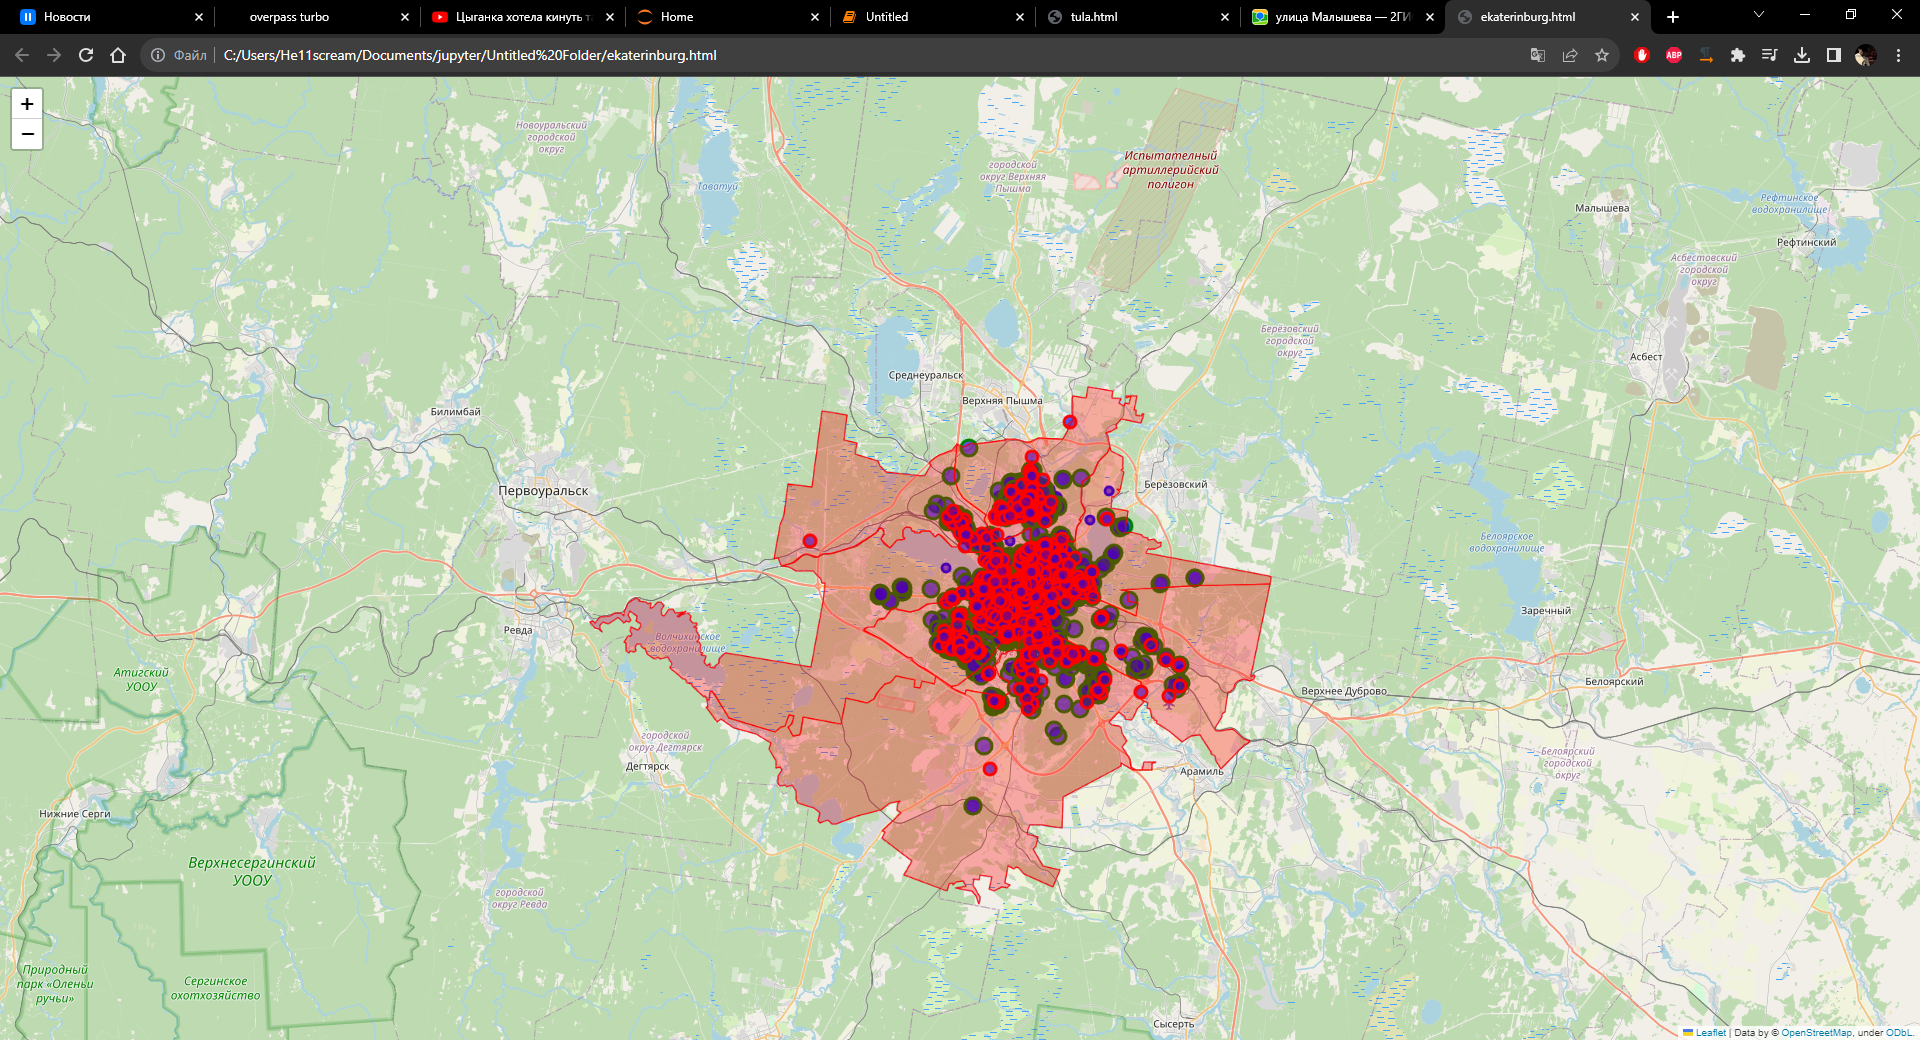 Новости
overpass turbo
Цыганка хотела кинуть та
Home
Untitled
tula.html
улица Малышева — 2ГИ
ekaterinburg.html
Файл
C:/Users/He11scream/Documents/jupyter/Untitled%20Folder/ekaterinburg.html
ABP
+
−
Новоуральский
городской
округ
Таватуй
городской
округ Верхняя
Пышма
Испытателный
артиллерийский
полигон
Малышева
Рефтинское
водохранилище
Рефтинский
Асбестовский
городской
округ
Берёзовский
городской
округ
Асбест
Среднеуральск
Верхняя Пышма
Билимбай
Первоуральск
Берёзовский
Белоярское
водохранилище
Заречный
Ревда
Волчихинское
водохранилище
Атигский
УООУ
Белоярский
Верхнее Дуброво
городской
округ Дегтярск
Дегтярск
Арамиль
Белоярский
городской
округ
Нижние Серги
Верхнесергинский
УООУ
городской
округ Ревда
Природный
парк «Оленьи
ручьи»
Сергинское
охотхозяйство
Сысерть
Leaflet | Data by © OpenStreetMap, under ODbL.